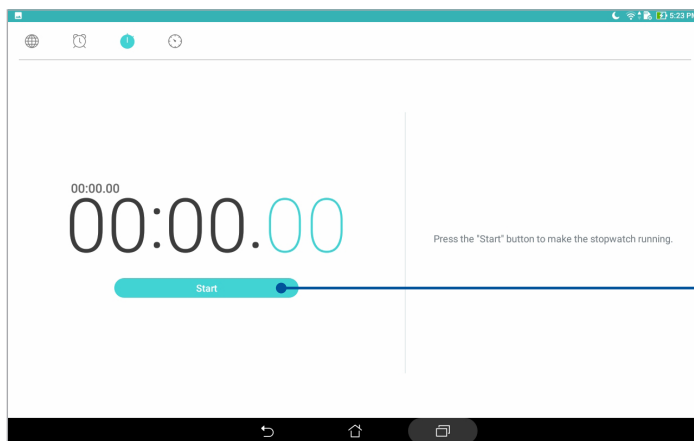 5:23 PM
00:00.00
00:00.00
Start
Press the "Start" button to make the stopwatch running.